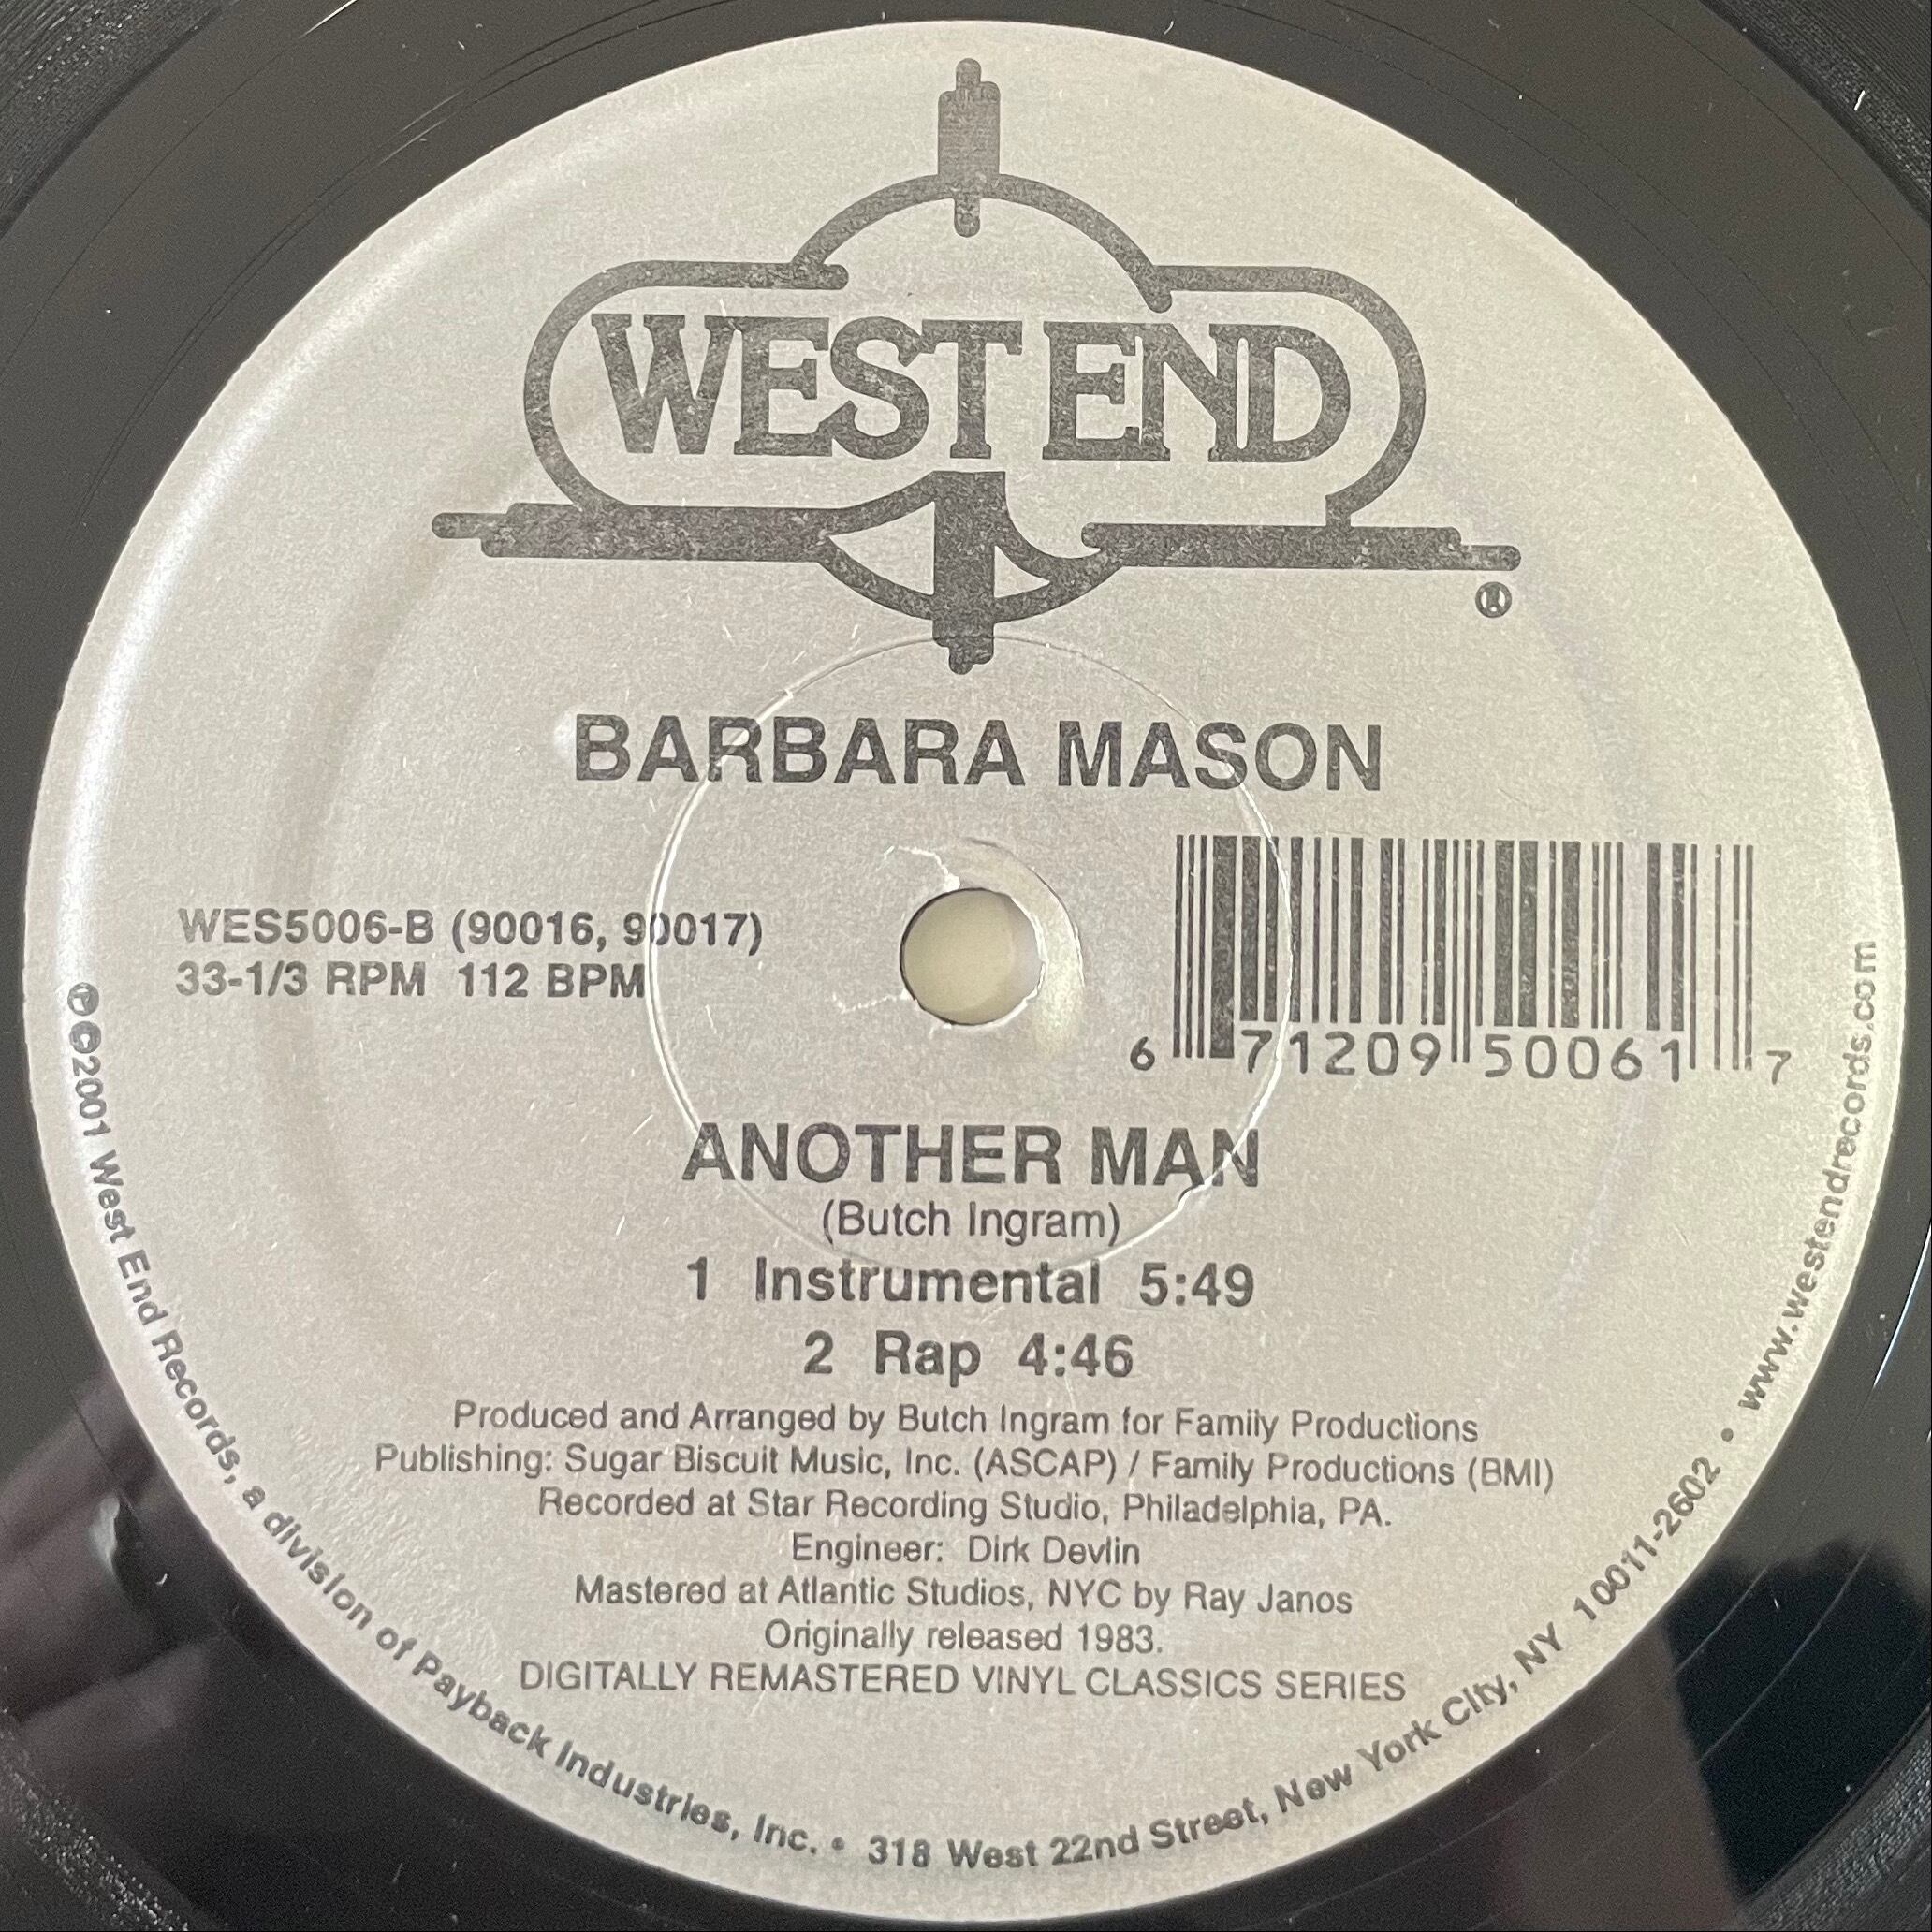 WEST END
®
BARBARA MASON
WES5006-B (90016, 90017)
33-1/3 RPM 112 BPM
6 71209 50061 7
ANOTHER MAN
(Butch Ingram)
1 Instrumental 5:49
2 Rap 4:46
Produced and Arranged by Butch Ingram for Family Productions
Publishing: Sugar Biscuit Music, Inc. (ASCAP) / Family Productions (BMI)
Recorded at Star Recording Studio, Philadelphia, PA.
Engineer: Dirk Devlin
Mastered at Atlantic Studios, NYC by Ray Janos
Originally released 1983.
DIGITALLY REMASTERED VINYL CLASSICS SERIES
℗©2001 West End Records, a division of Payback Industries, Inc. • 318 West 22nd Street, New York City, NY 10011-2602 • www.westendrecords.com